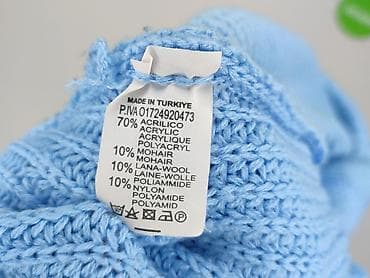 MADE IN TURKIYE
P.IVA 01724920473
70% ACRILICO
ACRYLIC
ACRYLIQUE
POLYACRYL
10% MOHAIR
MOHAIR
10% LANA-WOOL
LAINE-WOLLE
10% POLIAMMIDE
NYLON
POLYAMIDE
POLYAMID